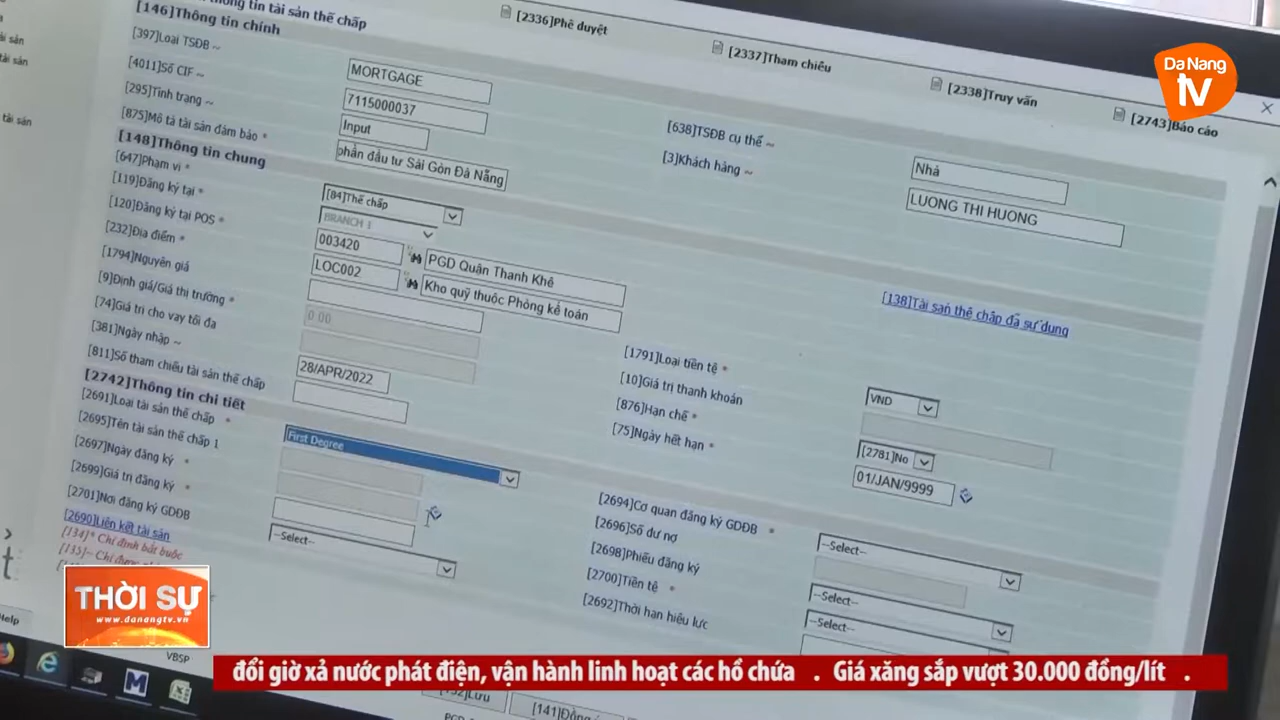 thông tin tài sản thế chấp
[2336]Phê duyệt
[2337]Tham chiếu
[2338]Truy vấn
[2743]Báo cáo
Da Nang
tv
[146]Thông tin chính
[397]Loại TSĐB ~
MORTGAGE
[638]TSĐB cụ thể ~
Nhà
[4011]Số CIF ~
7115000037
[3]Khách hàng ~
LUONG THI HUONG
[295]Tình trạng ~
Input
[875]Mô tả tài sản đảm bảo *
phần đầu tư Sài Gòn Đà Nẵng
[148]Thông tin chung
[647]Phạm vi *
[84]Thế chấp
[119]Đăng ký tại *
BRANCH 1
[120]Đăng ký tại POS *
003420
PGD Quận Thanh Khê
[232]Địa điểm *
LOC002
Kho quỹ thuộc Phòng kế toán
[138]Tài sản thế chấp đã sử dụng
[1794]Nguyên giá
[1791]Loại tiền tệ *
VND
[9]Định giá/Giá thị trường *
0.00
[10]Giá trị thanh khoản
[74]Giá trị cho vay tối đa
[876]Hạn chế *
[2781]No
[381]Ngày nhập ~
28/APR/2022
[75]Ngày hết hạn *
01/JAN/9999
[811]Số tham chiếu tài sản thế chấp
[2742]Thông tin chi tiết
[2691]Loại tài sản thế chấp *
First Degree
[2694]Cơ quan đăng ký GDĐB *
--Select--
[2695]Tên tài sản thế chấp 1
[2696]Số dư nợ
[2697]Ngày đăng ký *
[2698]Phiếu đăng ký
--Select--
[2699]Giá trị đăng ký *
[2700]Tiền tệ *
--Select--
[2701]Nơi đăng ký GDĐB
--Select--
[2692]Thời hạn hiệu lực
[2690]Liên kết tài sản
[134]* Chỉ định bắt buộc
tài sản
Help
THỜI SỰ
www.danangtv.vn
VBSP
đổi giờ xả nước phát điện, vận hành linh hoạt các hồ chứa . Giá xăng sắp vượt 30.000 đồng/lít .